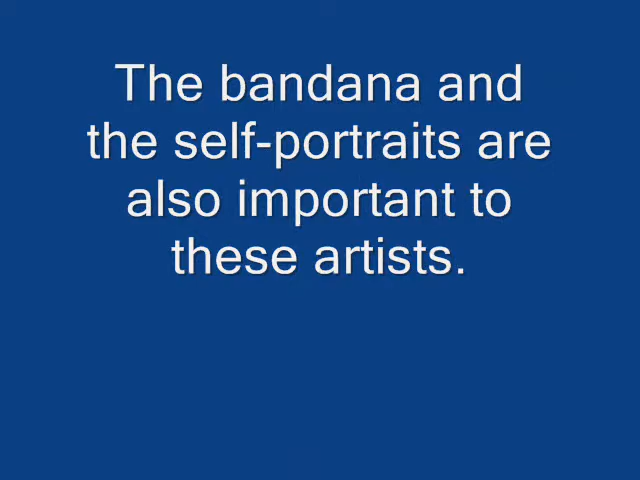 The bandana and
the self-portraits are
also important to
these artists.